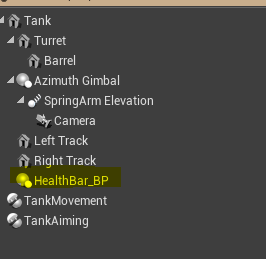 Tank
Turret
Barrel
Azimuth Gimbal
SpringArm Elevation
Camera
Left Track
Right Track
HealthBar_BP
TankMovement
TankAiming